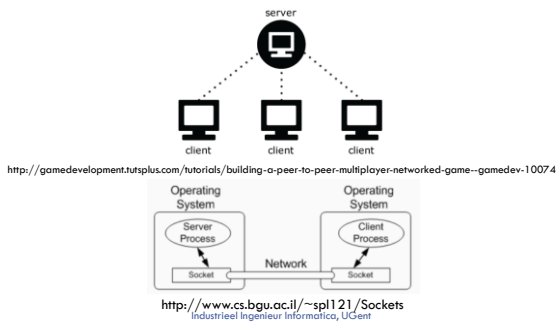 server
client client client
http://gamedevelopment.tutsplus.com/tutorials/building-a-peer-to-peer-multiplayer-networked-game--gamedev-10074
Operating Operating
System System
Server Client
Process Process
Network
Socket Socket
http://www.cs.bgu.ac.il/~spl121/Sockets
Industrieel Ingenieur Informatica, UGent